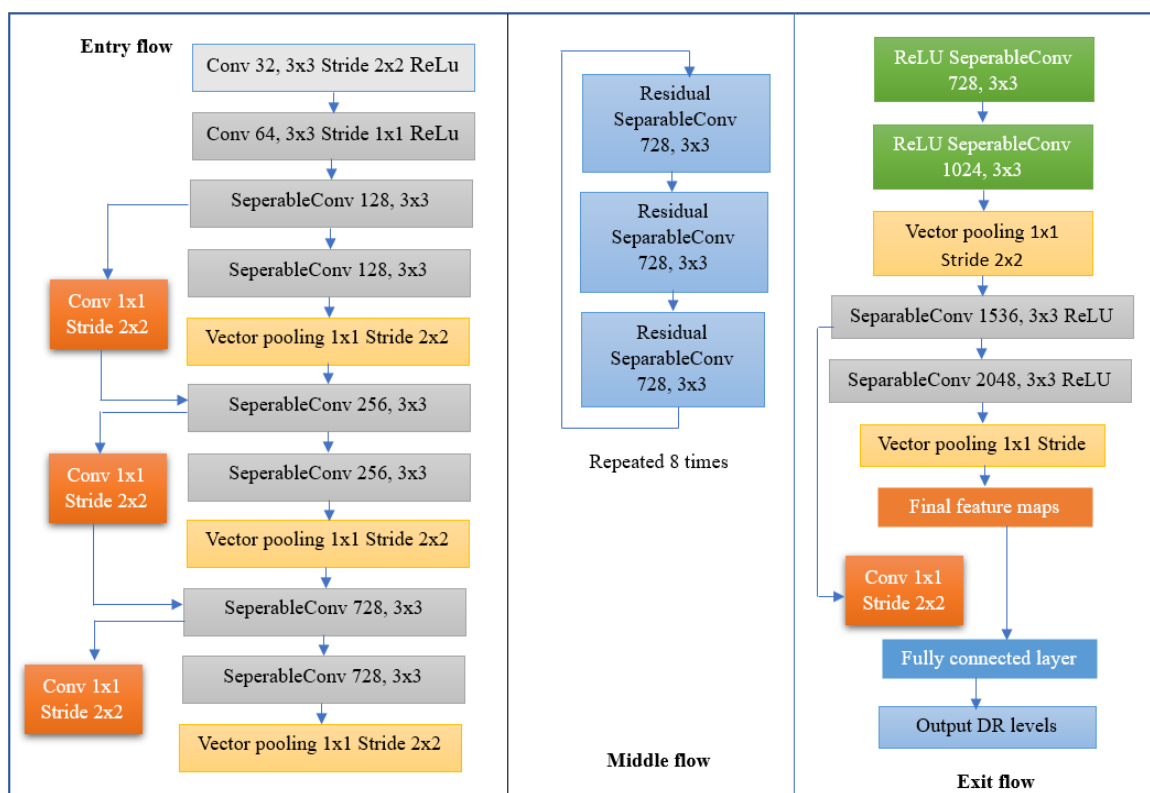 Entry flow
Conv 32, 3x3 Stride 2x2 ReLu
Conv 64, 3x3 Stride 1x1 ReLu
SeperableConv 128, 3x3
SeperableConv 128, 3x3
Conv 1x1
Stride 2x2
Vector pooling 1x1 Stride 2x2
SeperableConv 256, 3x3
SeperableConv 256, 3x3
Conv 1x1
Stride 2x2
Vector pooling 1x1 Stride 2x2
SeperableConv 728, 3x3
SeperableConv 728, 3x3
Conv 1x1
Stride 2x2
Vector pooling 1x1 Stride 2x2
Residual
SeparableConv
728, 3x3
Residual
SeparableConv
728, 3x3
Residual
SeparableConv
728, 3x3
Repeated 8 times
Middle flow
ReLU SeperableConv
728, 3x3
ReLU SeperableConv
1024, 3x3
Vector pooling 1x1
Stride 2x2
SeparableConv 1536, 3x3 ReLU
SeparableConv 2048, 3x3 ReLU
Vector pooling 1x1 Stride
Final feature maps
Conv 1x1
Stride 2x2
Fully connected layer
Output DR levels
Exit flow